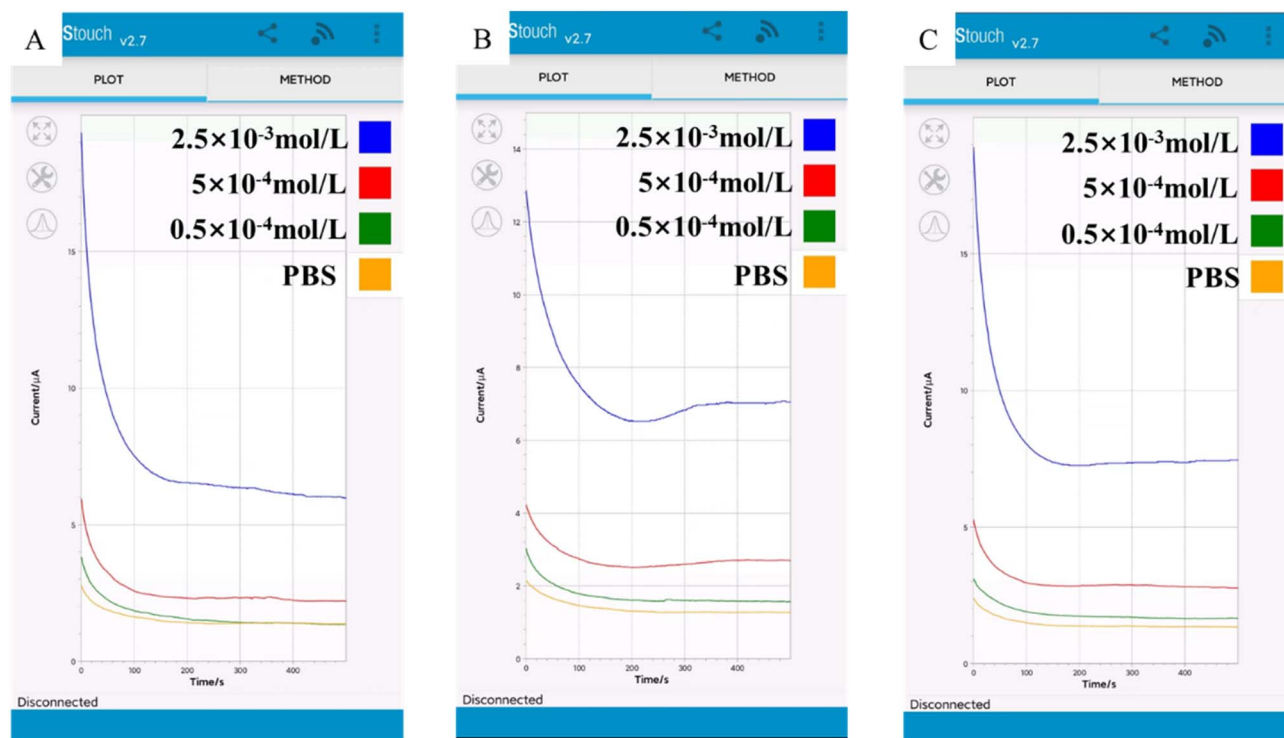 A
Stouch v2.7
PLOT METHOD
2.5×10⁻³mol/L
5×10⁻⁴mol/L
0.5×10⁻⁴mol/L
PBS
15
10
5
0
Current/μA
0 200 400
100 300
Time/s
Disconnected
B
Stouch v2.7
PLOT METHOD
2.5×10⁻³mol/L
5×10⁻⁴mol/L
0.5×10⁻⁴mol/L
PBS
14
12
10
8
6
4
2
0
Current/μA
0 100 200 300 400
Time/s
Disconnected
C
Stouch v2.7
PLOT METHOD
2.5×10⁻³mol/L
5×10⁻⁴mol/L
0.5×10⁻⁴mol/L
PBS
15
10
5
0
Current/μA
0 100 200 300 400
Time/s
Disconnected